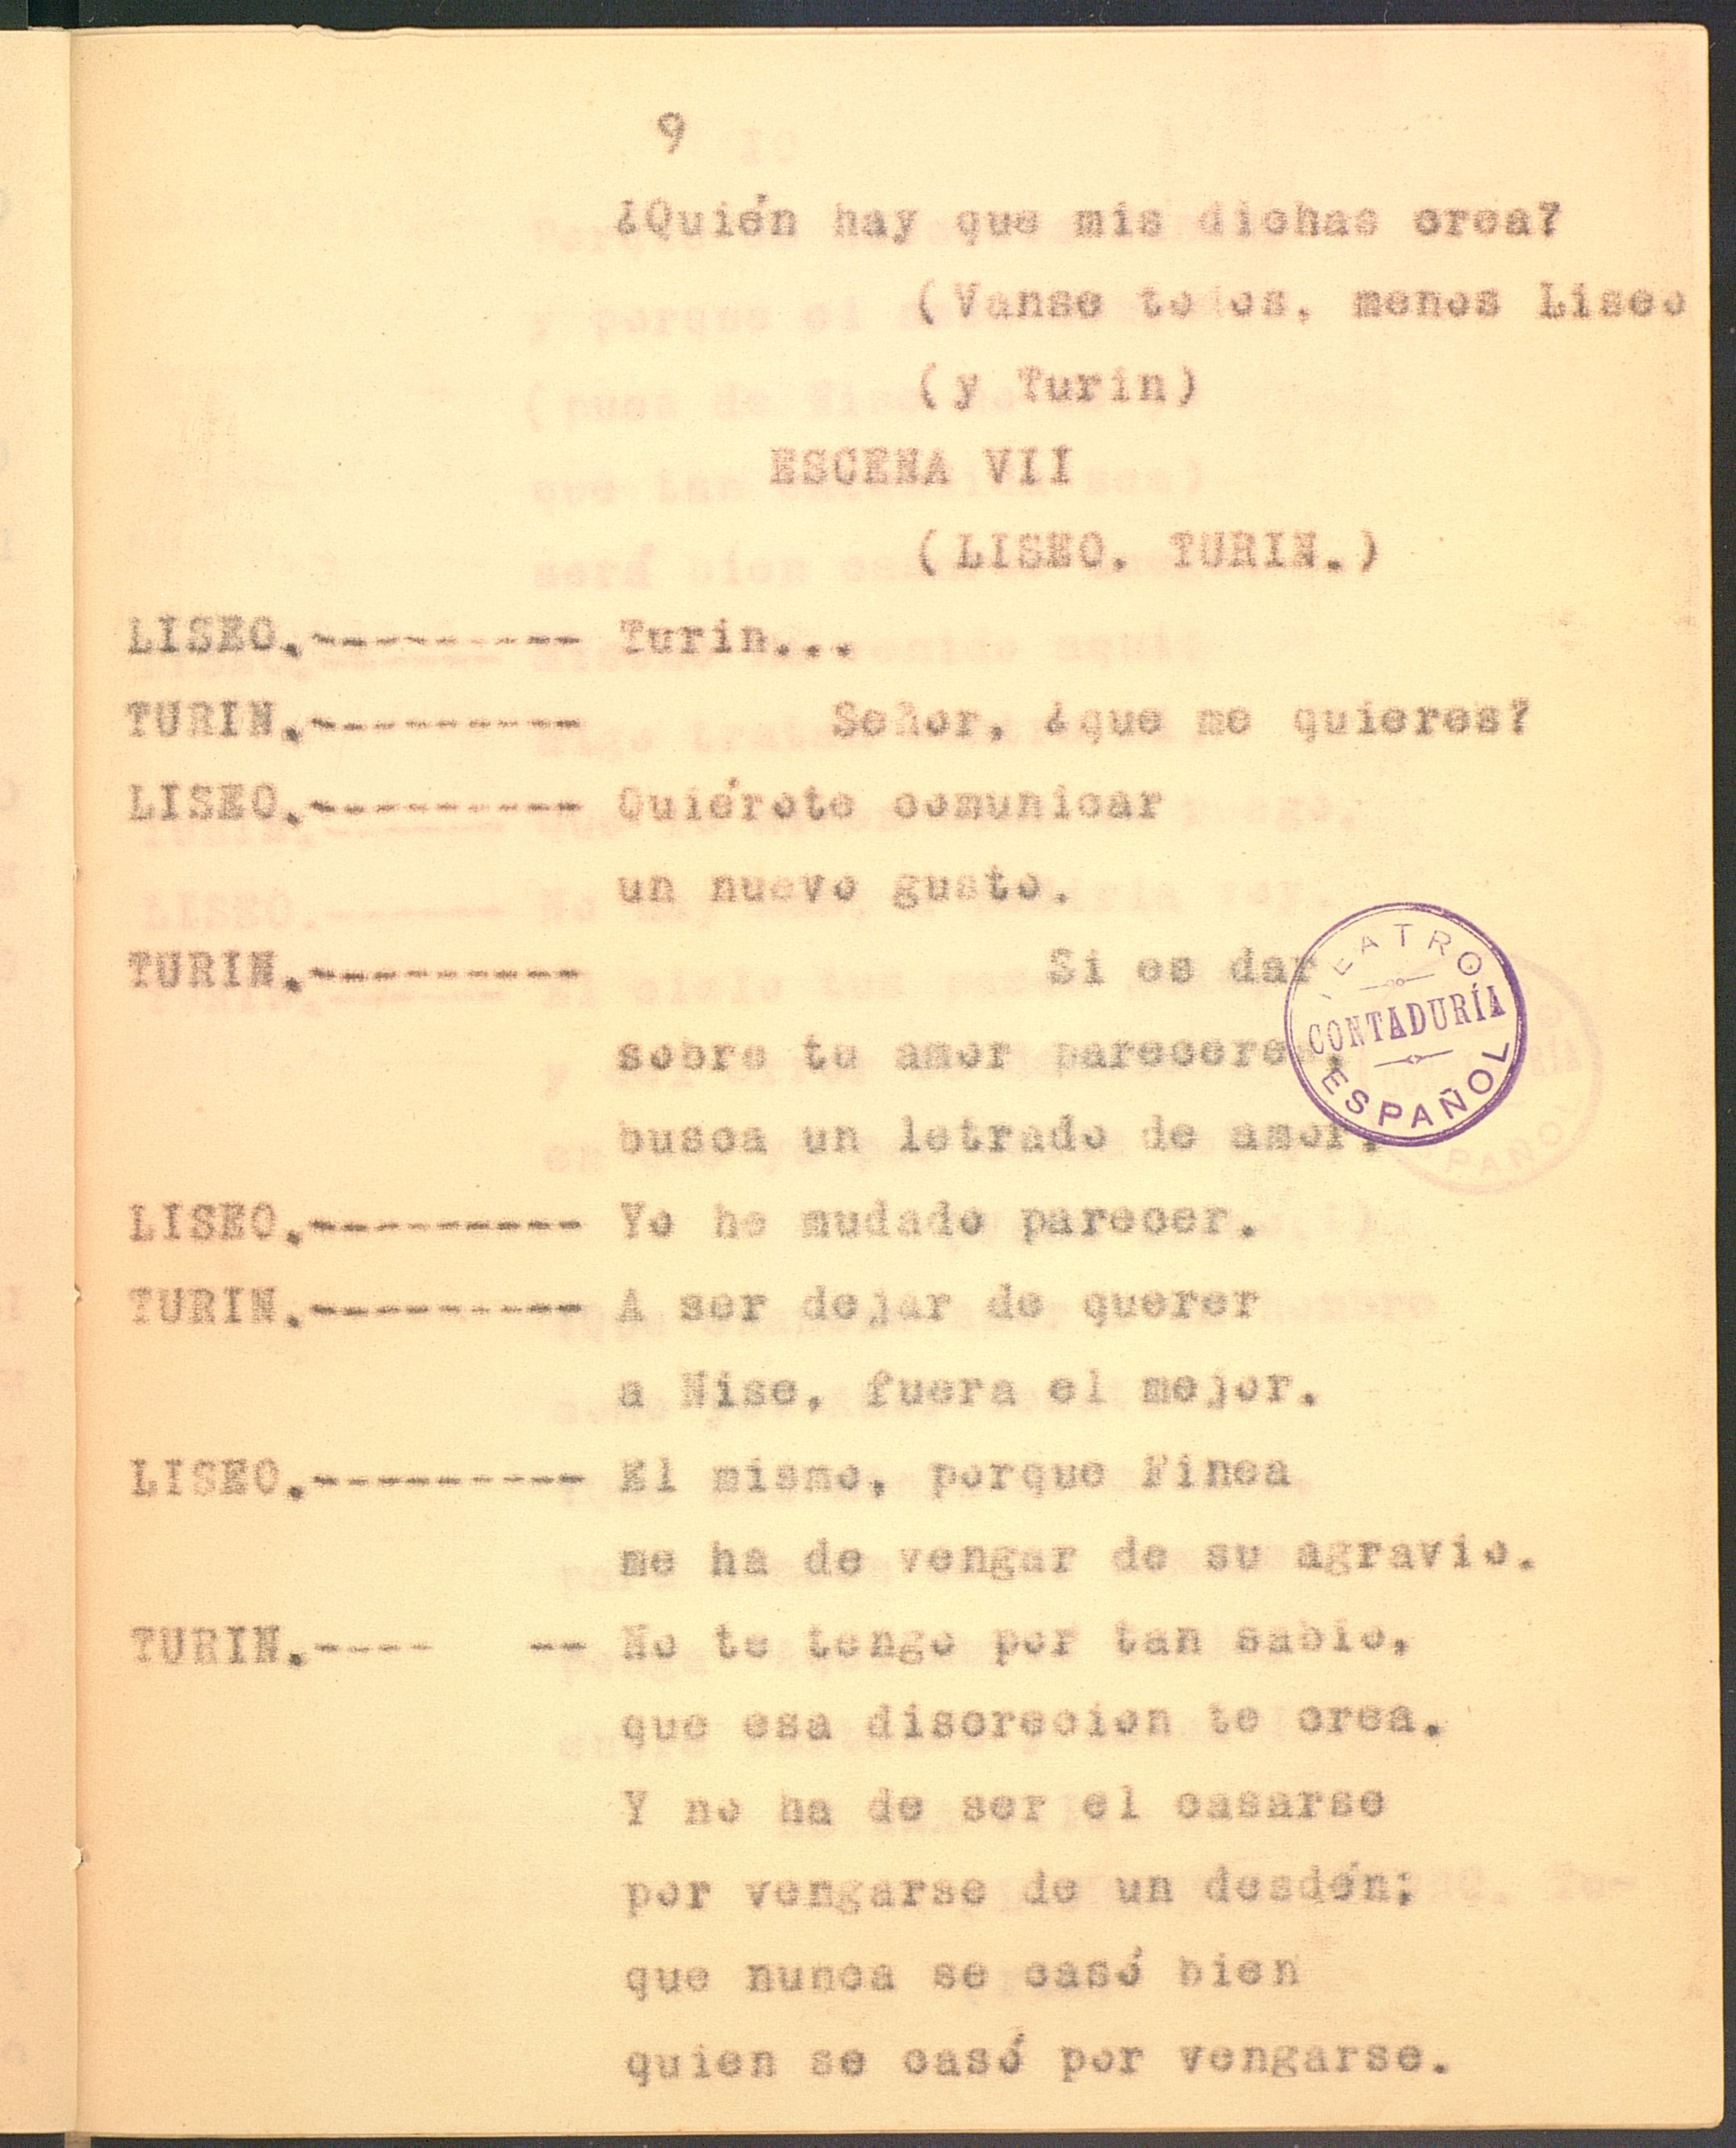 9
¿Quién hay que mis dichas crea?
(Vanse todos, menos Liseo
(y Turin)
ESCENA VII
(LISEO, TURIN.)
LISEO.--------- Turin...
TURIN.--------- Señor, ¿que me quieres?
LISEO.--------- Quiérote comunicar
un nuevo gusto.
TURIN.--------- Si es dar
sobre tu amor pareceres,
busca un letrado de amor.
LISEO.--------- Yo he mudado parecer.
TURIN.--------- A ser dejar de querer
a Nise, fuera el mejor.
LISEO.--------- El mismo, porque Finea
me ha de vengar de su agravio.
TURIN.---- -- No te tengo por tan sabio,
que esa discrecion te crea.
Y no ha de ser el casarse
por vengarse de un desdén;
que nunca se casó bien
quien se casó por vengarse.
TEATRO
CONTADURÍA
ESPAÑOL